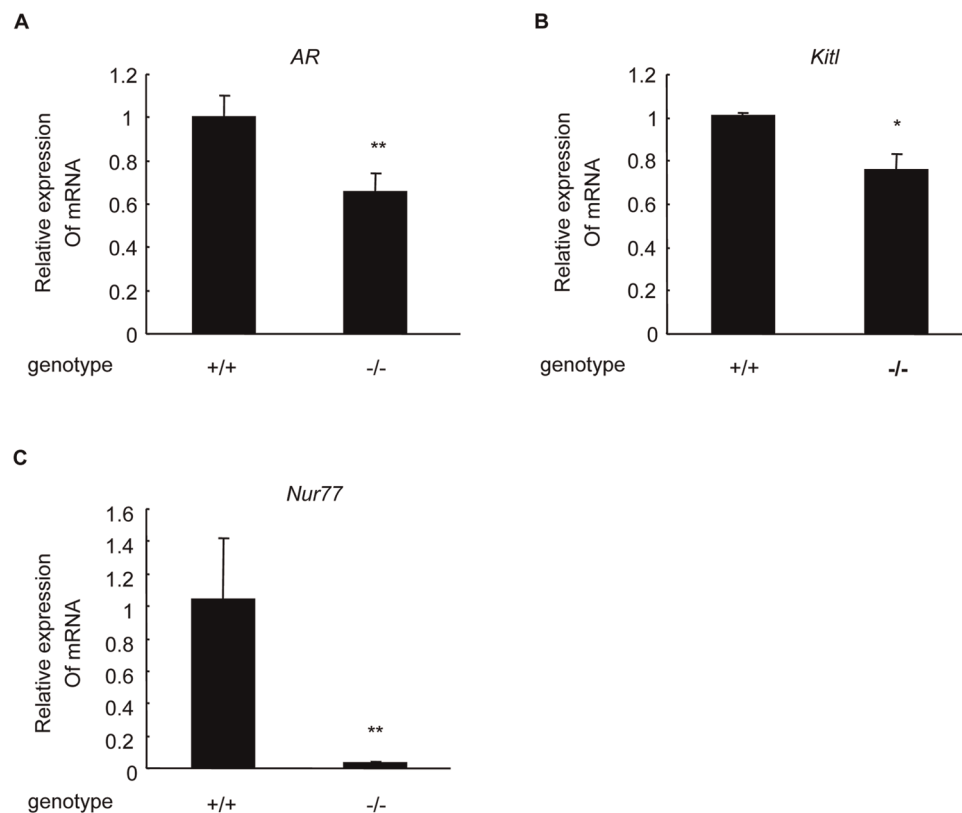 A
AR
1.2
1
0.8
0.6
0.4
0.2
0
Relative expression
Of mRNA
**
genotype
+/+
-/-
B
Kitl
1.2
1
0.8
0.6
0.4
0.2
0
Relative expression
Of mRNA
*
genotype
+/+
-/-
C
Nur77
1.6
1.4
1.2
1
0.8
0.6
0.4
0.2
0
Relative expression
Of mRNA
**
genotype
+/+
-/-